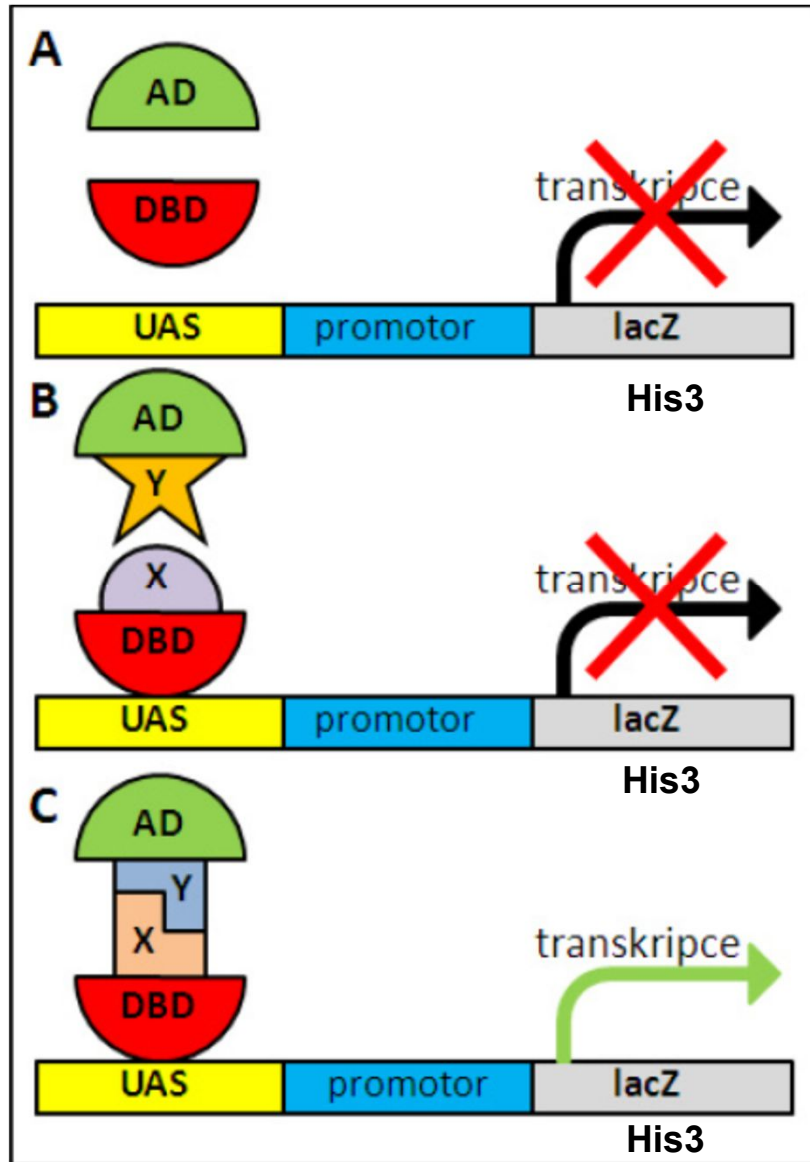 A
AD
DBD
transkripce
UAS promotor lacZ
His3
B
AD
Y
X
DBD
transkripce
UAS promotor lacZ
His3
C
AD
Y
X
DBD
transkripce
UAS promotor lacZ
His3